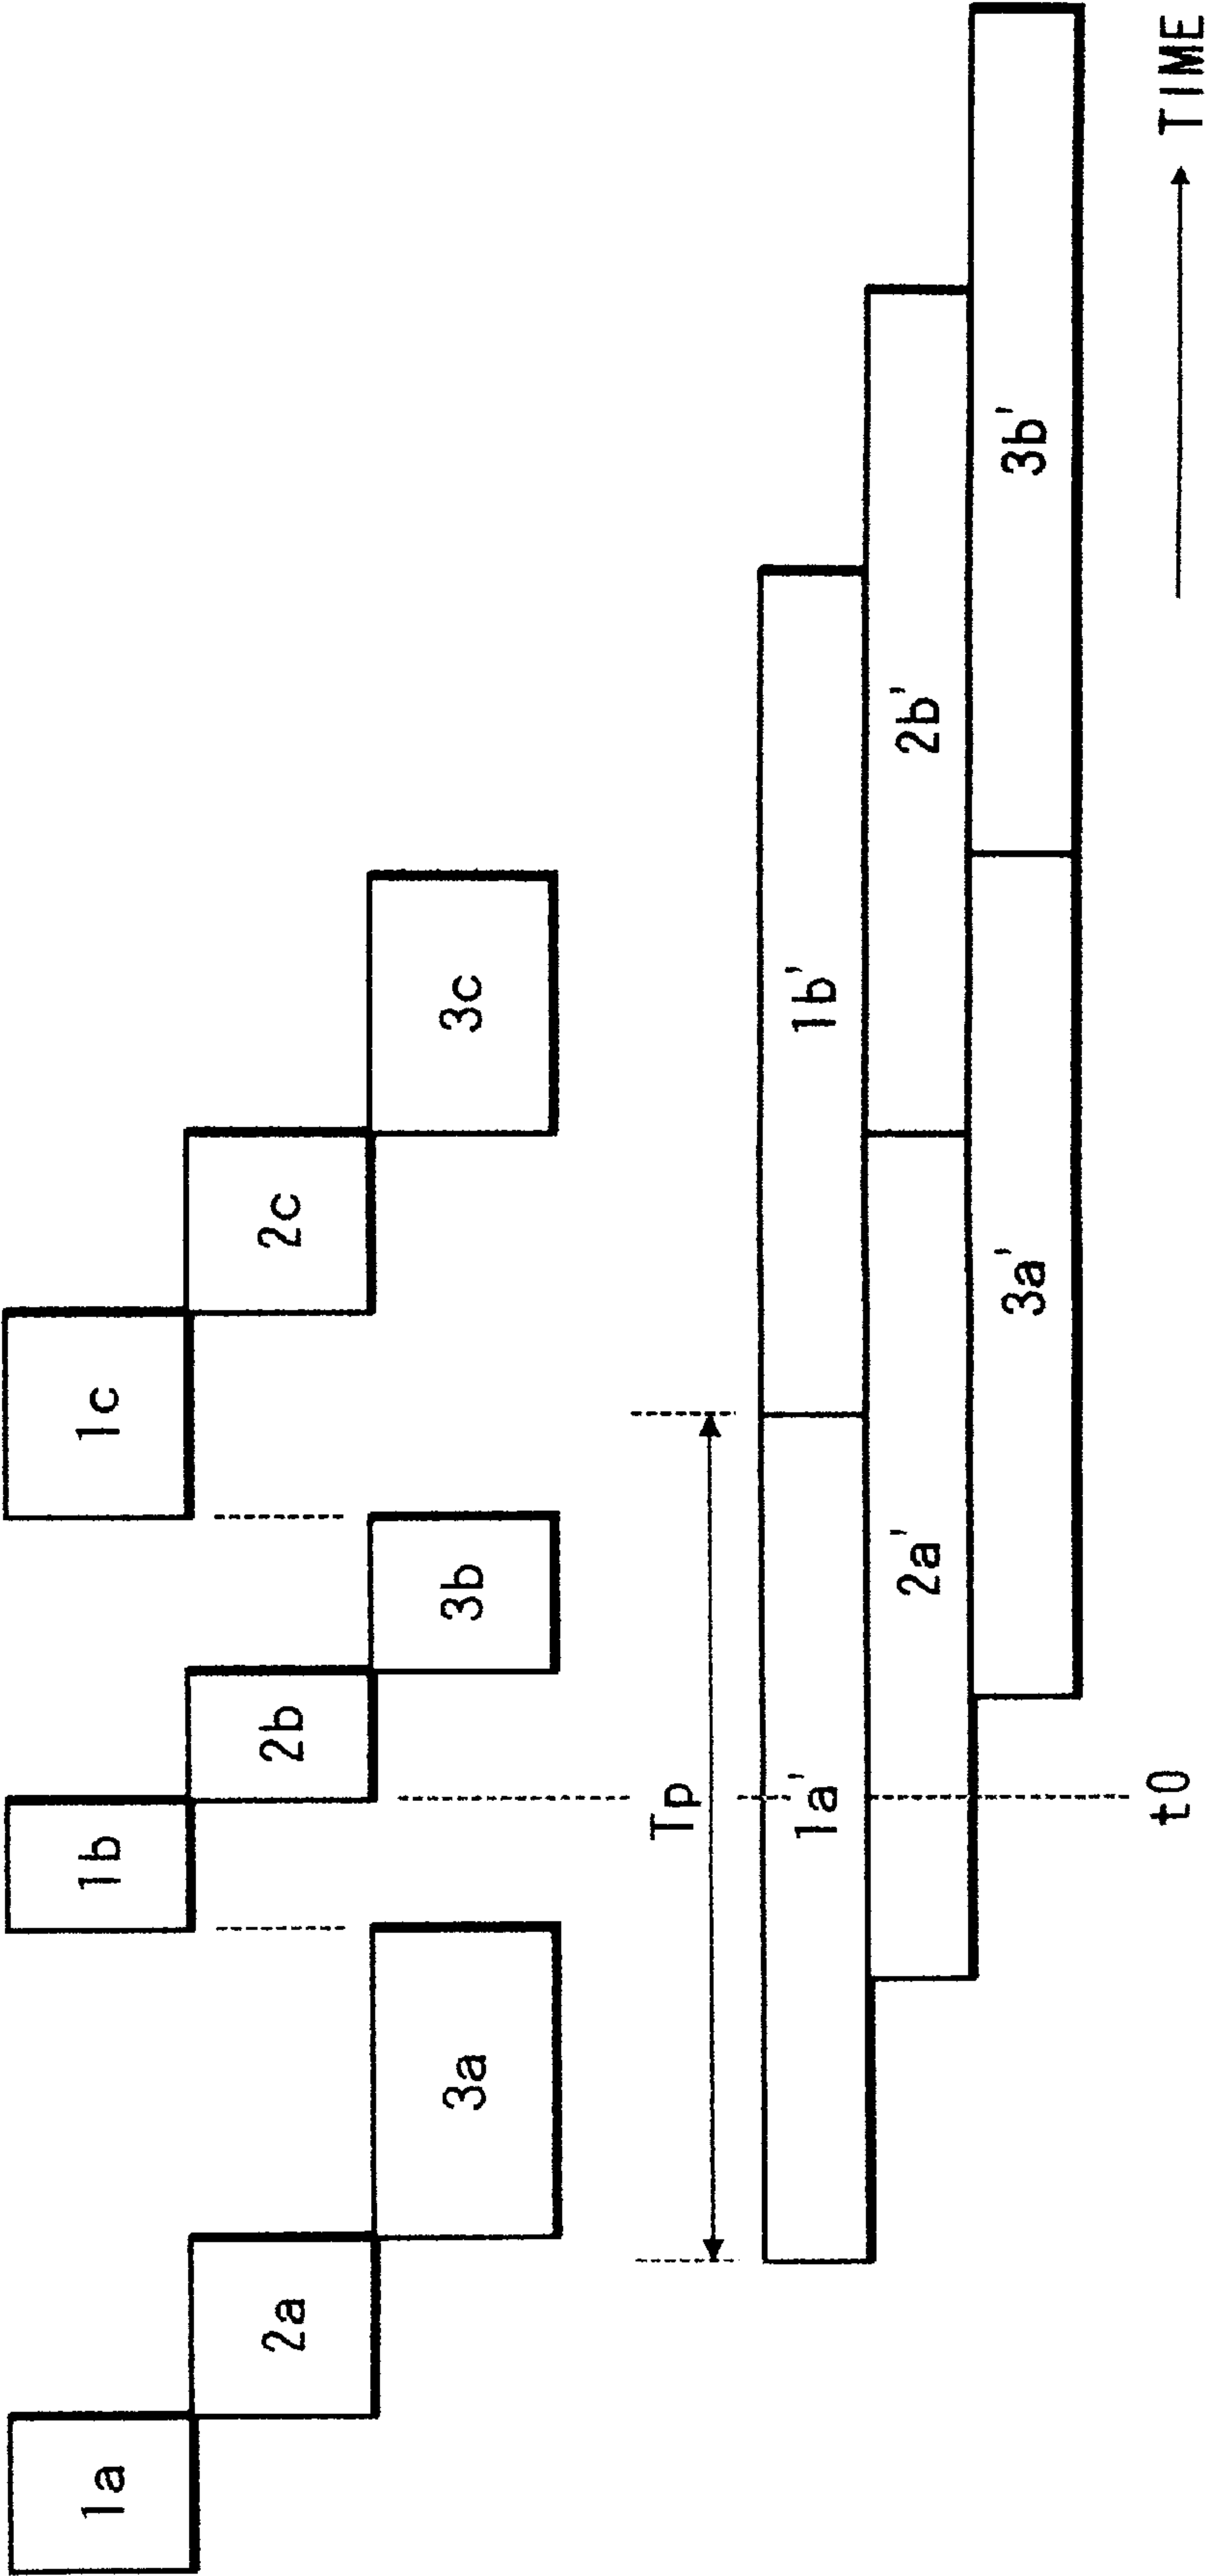 1a
2a
3a
1b
2b
3b
1c
2c
3c
Tp
1a'
1b'
2a'
2b'
3a'
3b'
t0
TIME